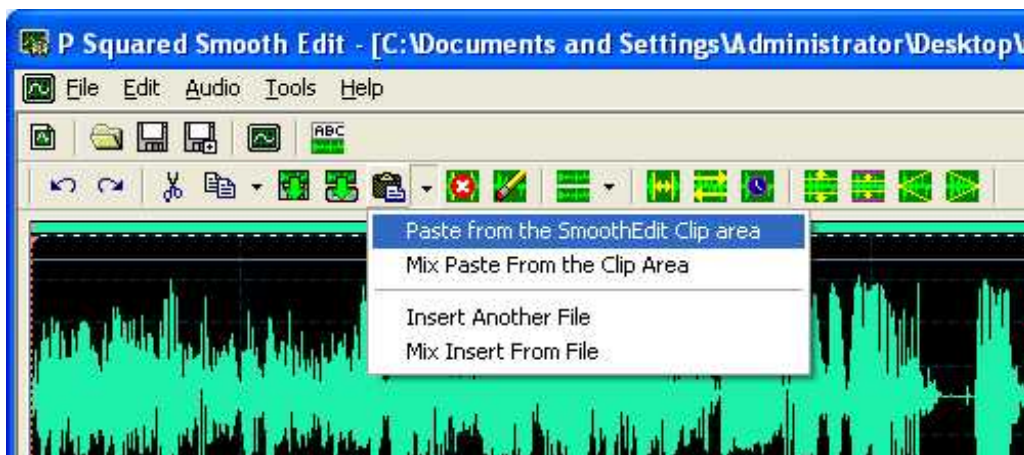 P Squared Smooth Edit - [C:\Documents and Settings\Administrator\Desktop\
File Edit Audio Tools Help
ABC
Paste from the SmoothEdit Clip area
Mix Paste From the Clip Area
Insert Another File
Mix Insert From File